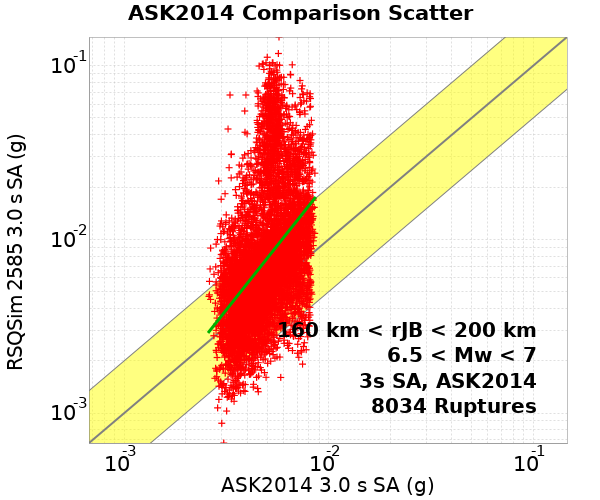 ASK2014 Comparison Scatter
RSQSim 2585 3.0 s SA (g)
10-1
10-2
10-3
160 km < rJB < 200 km
6.5 < Mw < 7
3s SA, ASK2014
8034 Ruptures
10-3
10-2
10-1
ASK2014 3.0 s SA (g)